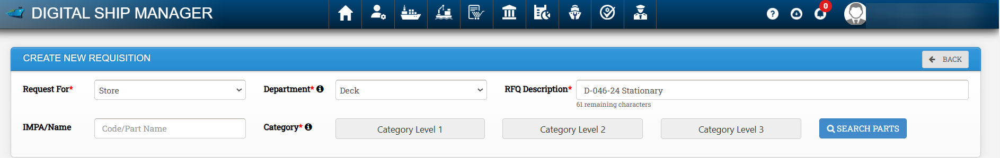 DIGITAL SHIP MANAGER
0
CREATE NEW REQUISITION
BACK
Request For*
Store
Department*
Deck
RFQ Description*
D-046-24 Stationary
61 remaining characters
IMPA/Name
Code/Part Name
Category*
Category Level 1
Category Level 2
Category Level 3
SEARCH PARTS